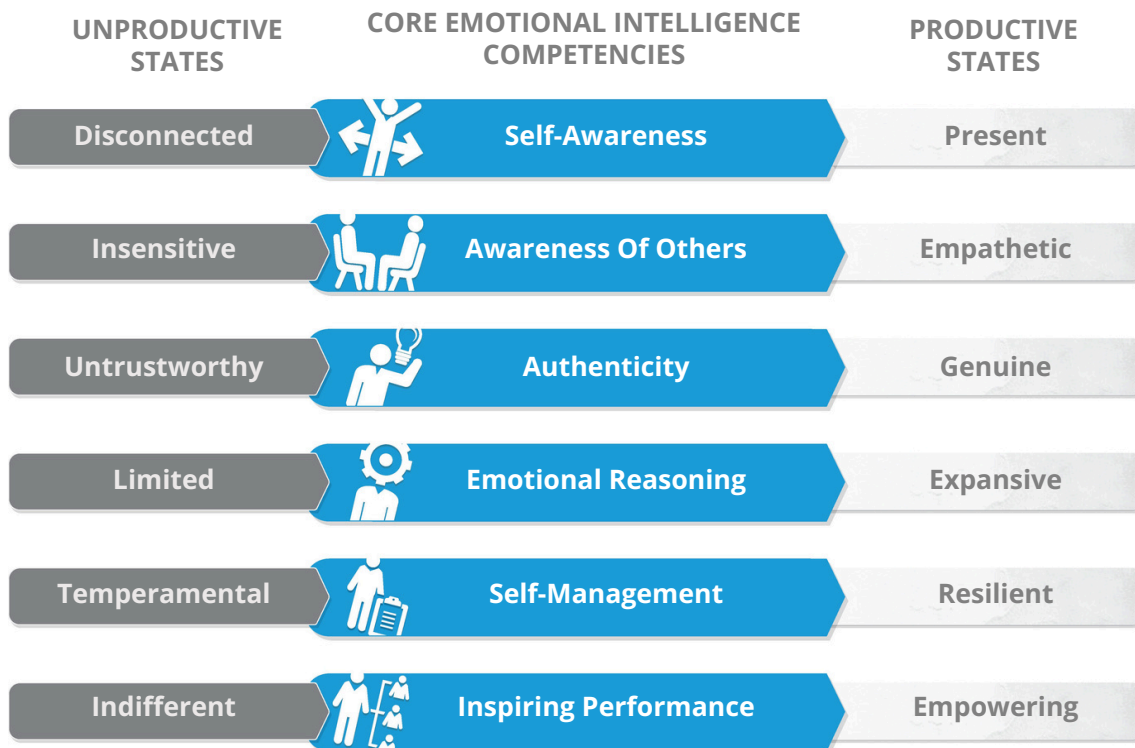 UNPRODUCTIVE
STATES
CORE EMOTIONAL INTELLIGENCE
COMPETENCIES
PRODUCTIVE
STATES
Disconnected
Self-Awareness
Present
Insensitive
Awareness Of Others
Empathetic
Untrustworthy
Authenticity
Genuine
Limited
Emotional Reasoning
Expansive
Temperamental
Self-Management
Resilient
Indifferent
Inspiring Performance
Empowering